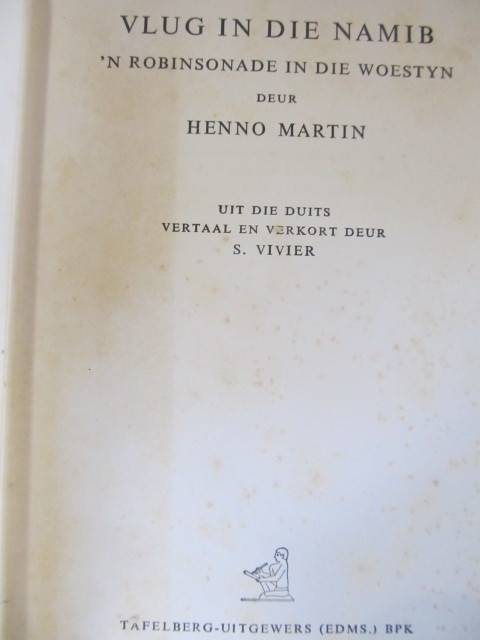 VLUG IN DIE NAMIB
'N ROBINSONADE IN DIE WOESTYN
DEUR
HENNO MARTIN
UIT DIE DUITS
VERTAAL EN VERKORT DEUR
S. VIVIER
TAFELBERG-UITGEWERS (EDMS.) BPK